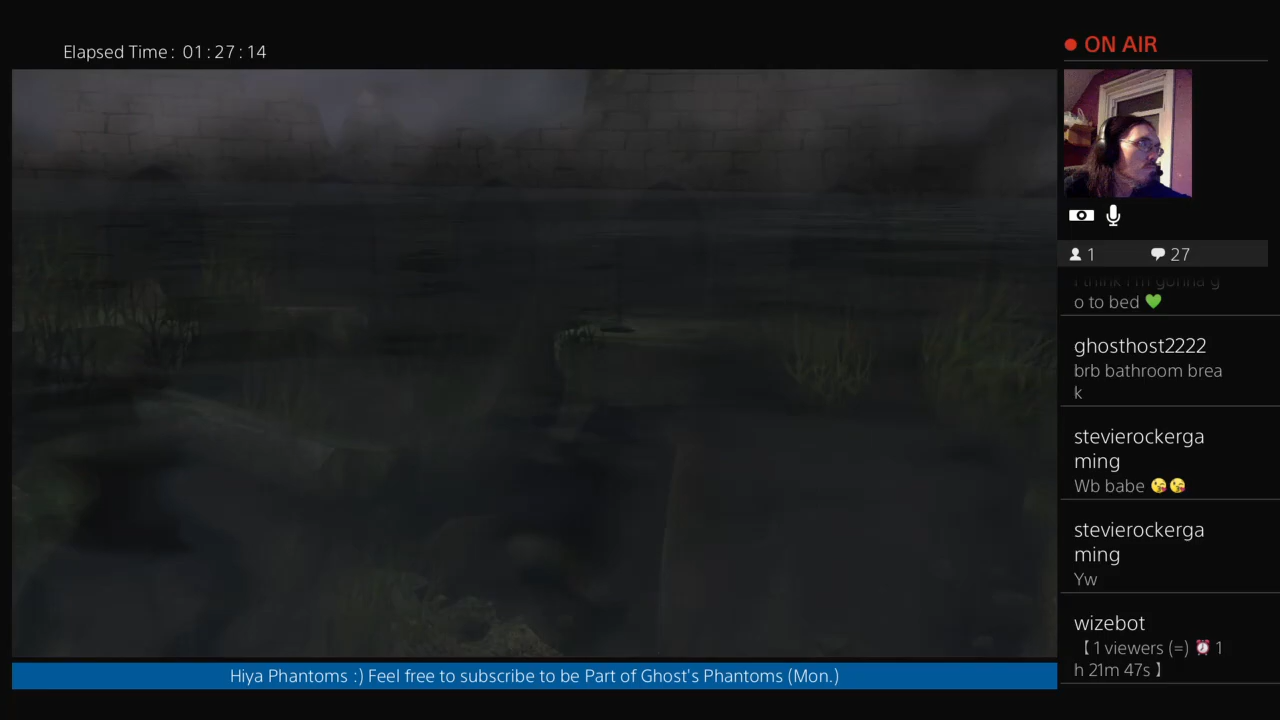 Elapsed Time: 01:27:14
ON AIR
1 27
I think i'm gonna g
o to bed 💚
ghosthost2222
brb bathroom brea
k
stevierockerga
ming
Wb babe 😘😘
stevierockerga
ming
Yw
wizebot
【1 viewers (=) ⏰ 1
h 21m 47s】
Hiya Phantoms :) Feel free to subscribe to be Part of Ghost's Phantoms (Mon.)